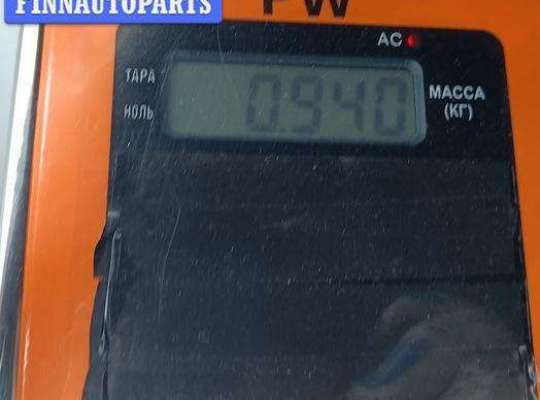 FINNAUTOPARTS
PW
AC
ТАРА
НОЛЬ
0.940
МАССА
(КГ)